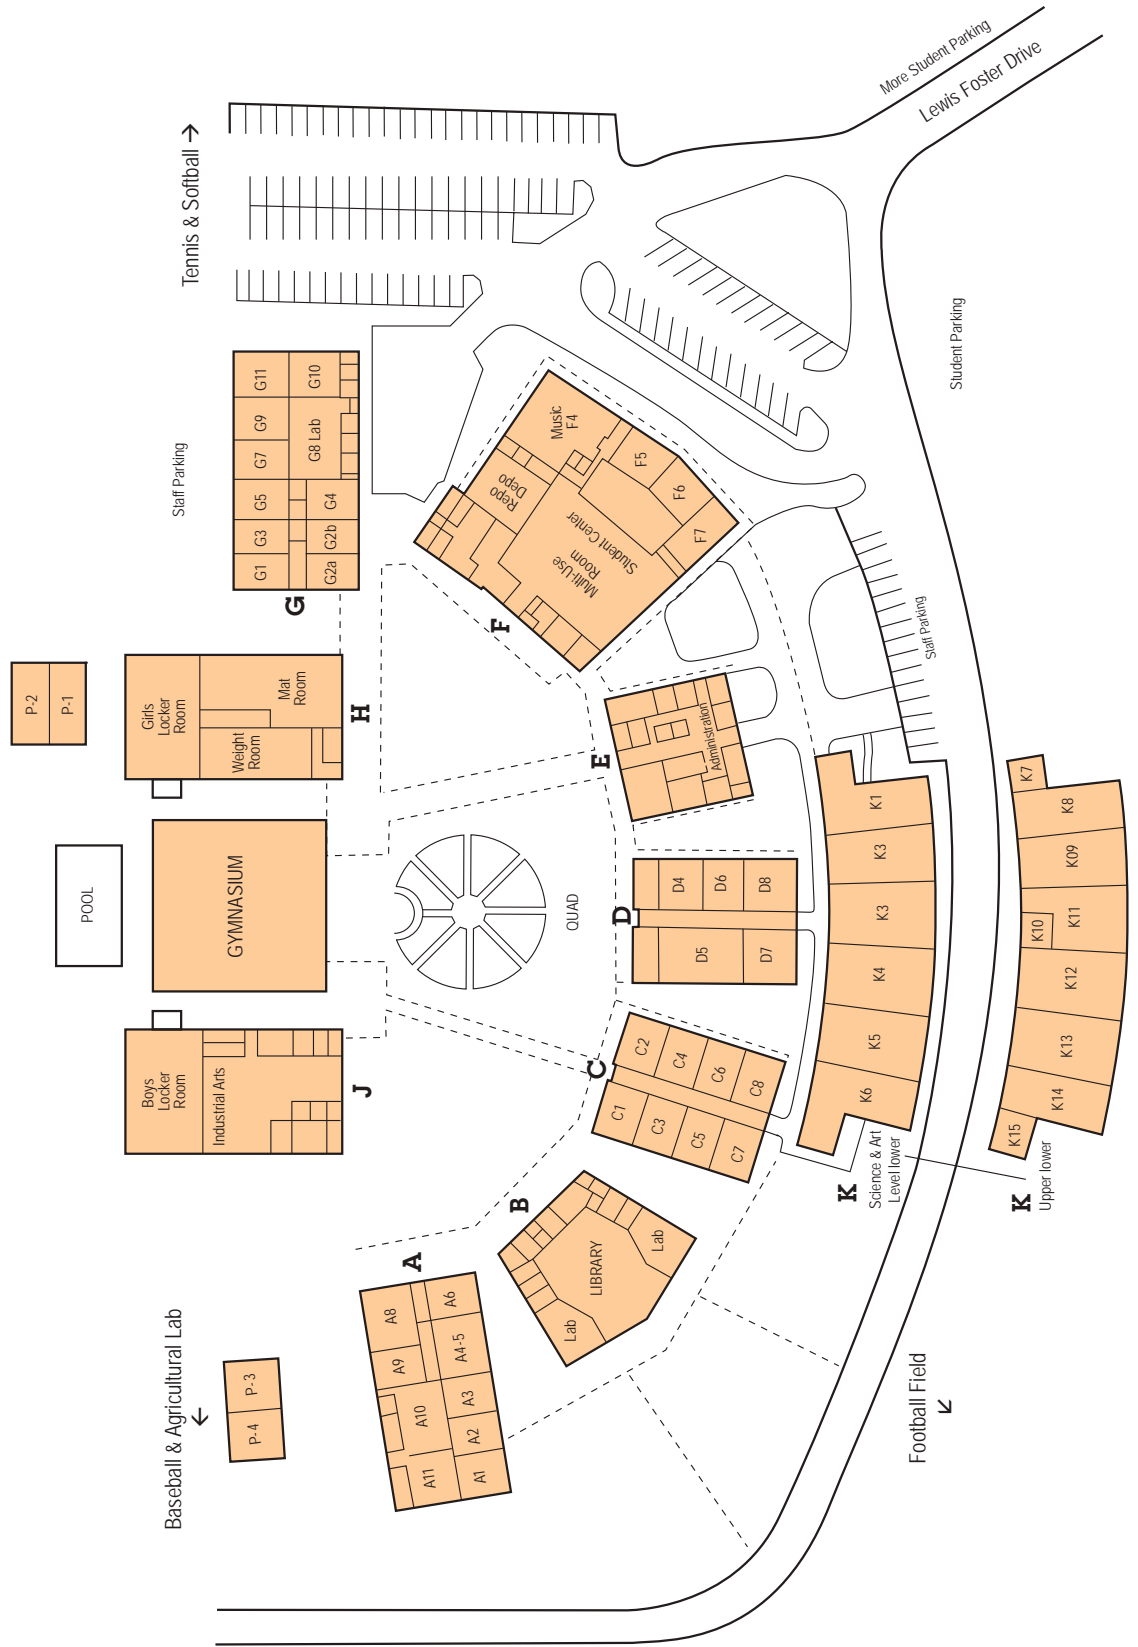 More Student Parking
Lewis Foster Drive
Tennis & Softball →
Student Parking
Staff Parking
G11
G9
G7
G5
G3
G1
G10
G8 Lab
G4
G2b
G2a
G
Music
F4
Repo
Depo
F5
F6
F7
Student Center
Multi-Use
Room
F
Staff Parking
P-2
P-1
Girls
Locker
Room
Mat
Room
Weight
Room
H
E
Administration
K7
K8
K09
K11
K10
K12
K13
K14
K15
K1
K3
K3
K4
K5
K6
POOL
GYMNASIUM
QUAD
D
D4
D6
D8
D5
D7
Boys
Locker
Room
Industrial Arts
J
C
C2
C4
C6
C8
C1
C3
C5
C7
K
Science & Art
Level lower
K
Upper lower
B
LIBRARY
Lab
Lab
A
A8
A6
A9
A4-5
A10
A3
A2
A11
A1
P-3
P-4
Baseball & Agricultural Lab
←
Football Field
↙